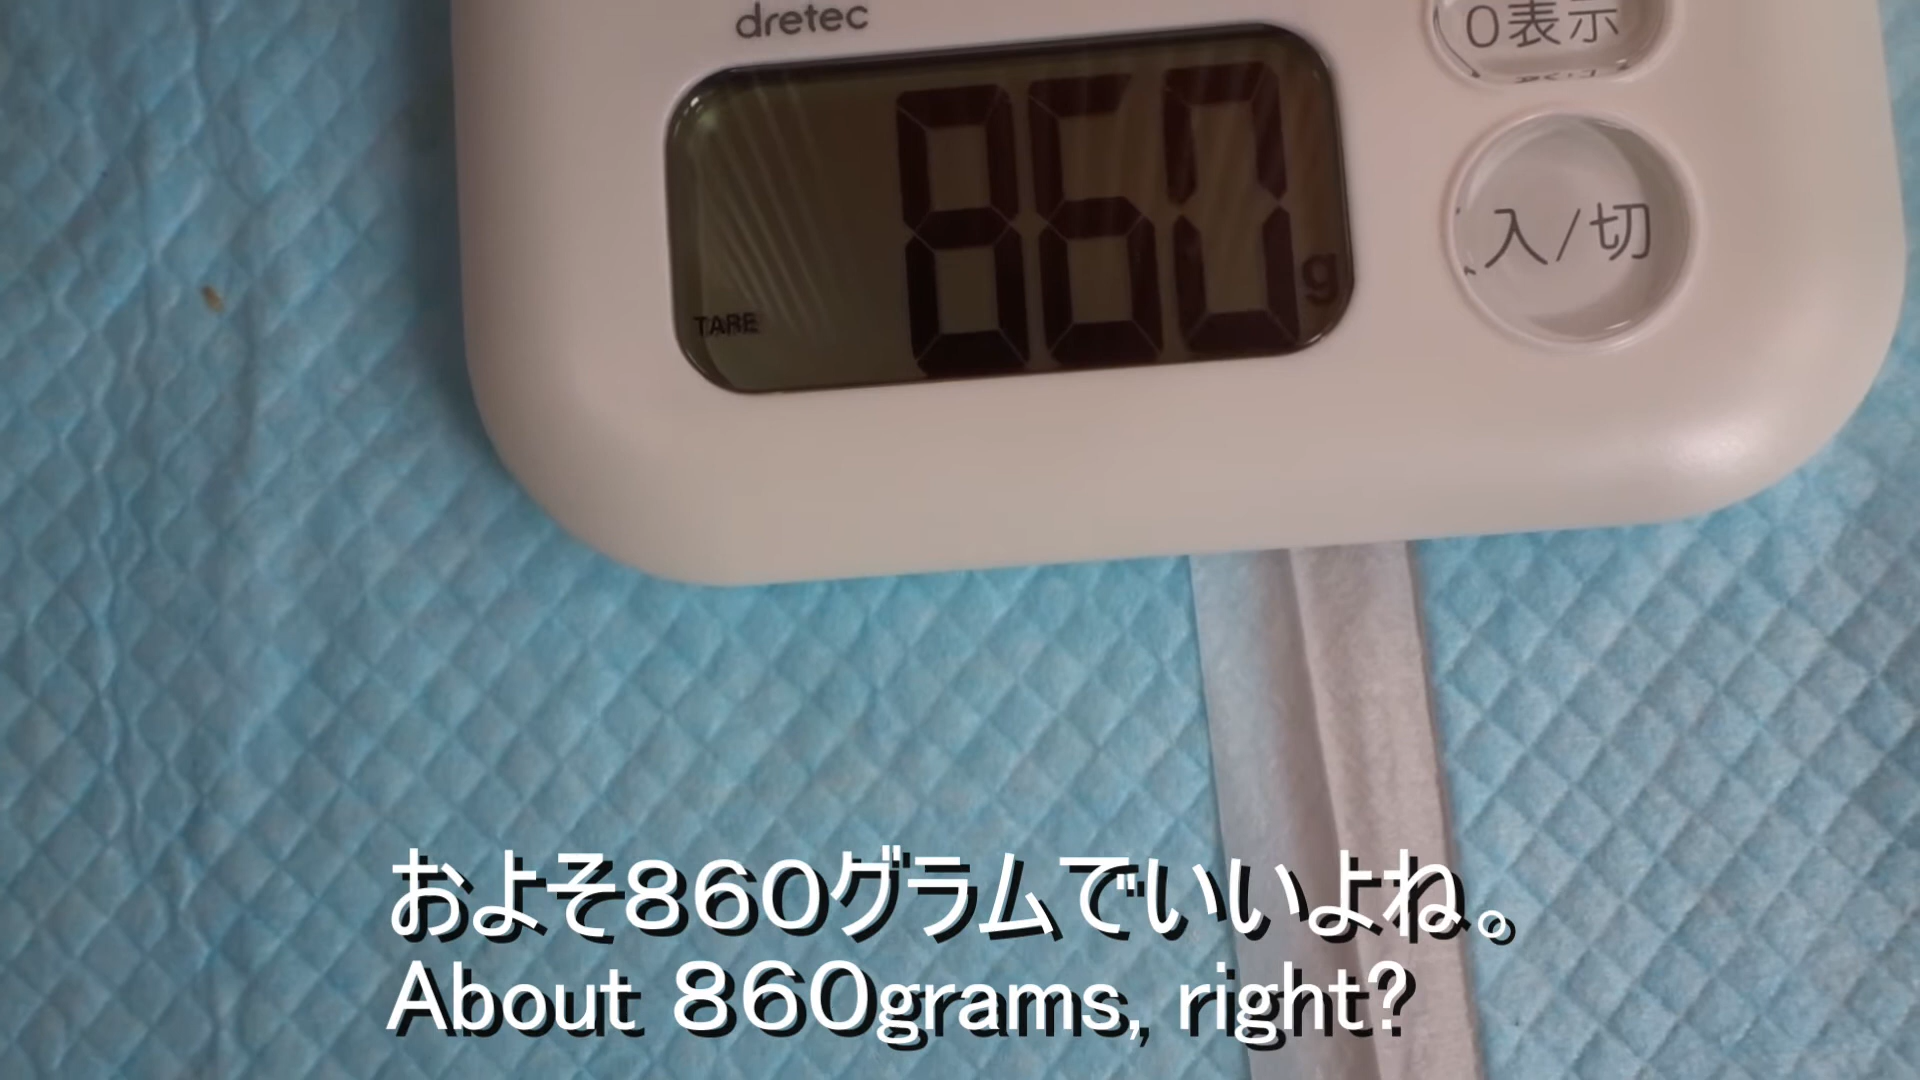 dretec
0表示
860 g
入/切
TARE
およそ860グラムでいいよね。
About 860grams, right?